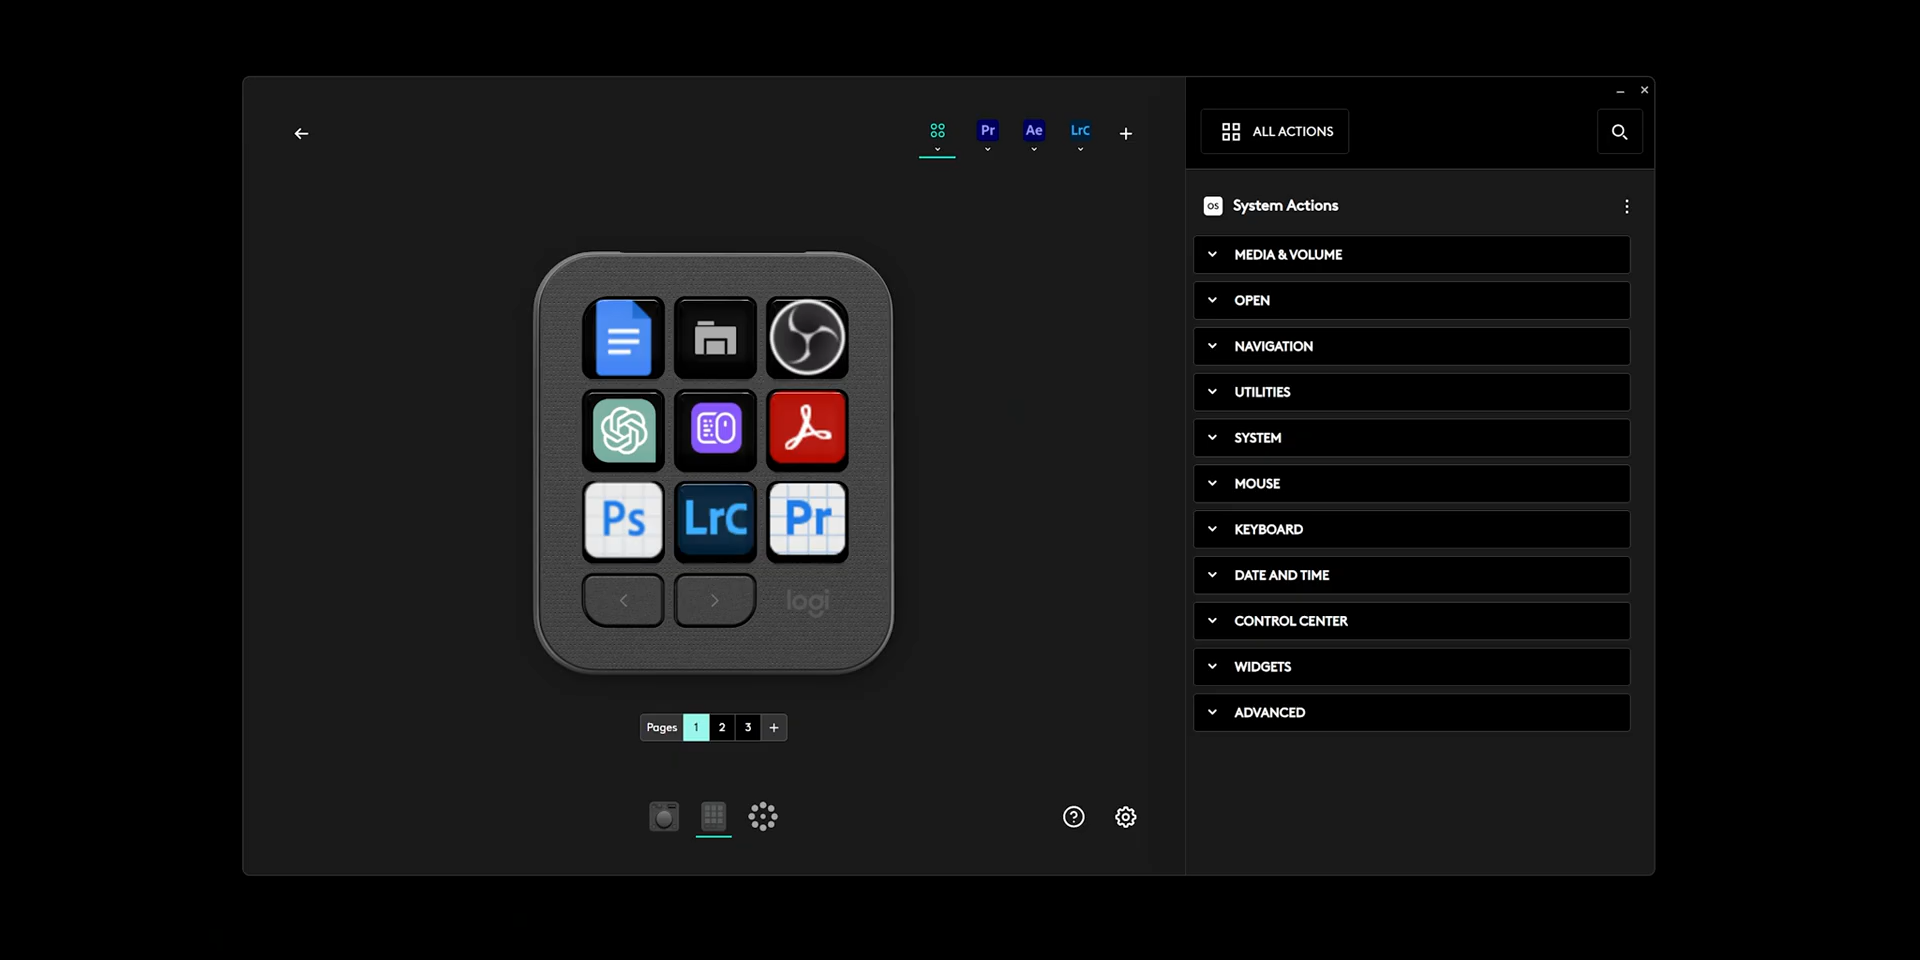 Pr
Ae
LrC
ALL ACTIONS
OS
System Actions
MEDIA & VOLUME
OPEN
NAVIGATION
UTILITIES
SYSTEM
MOUSE
KEYBOARD
DATE AND TIME
CONTROL CENTER
WIDGETS
ADVANCED
Ps
LrC
Pr
logi
Pages 1 2 3 +